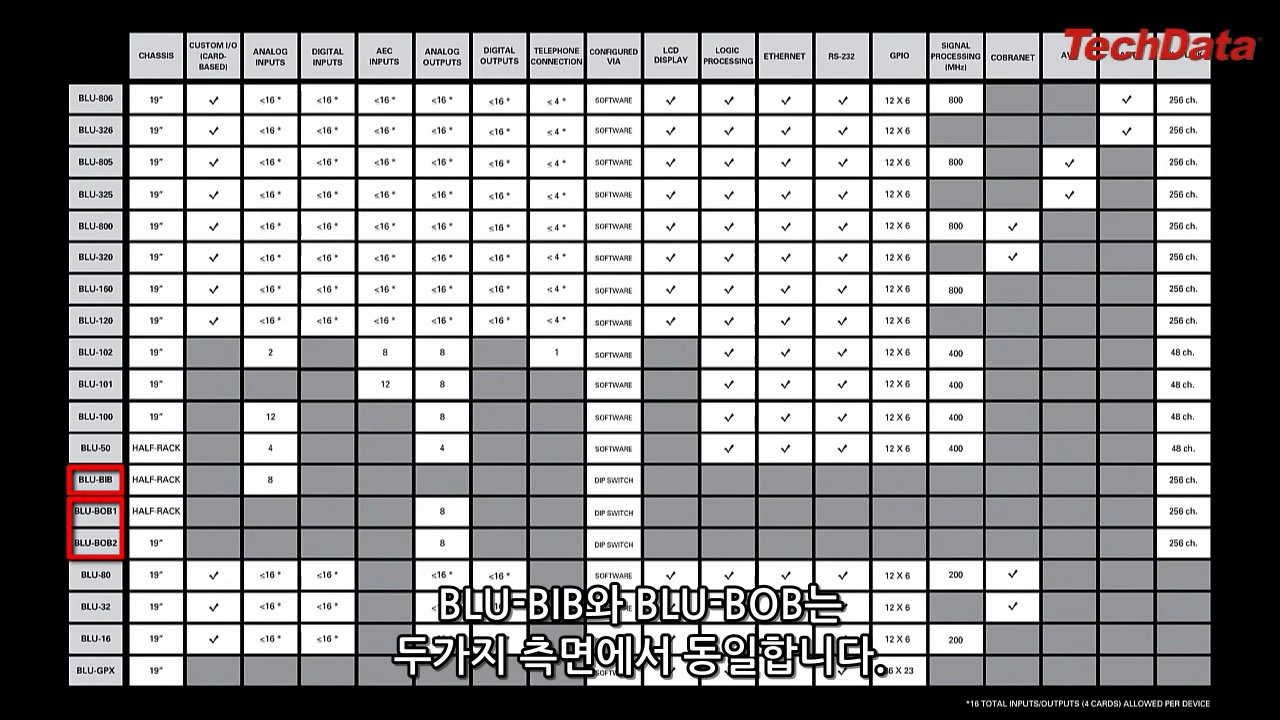 TechData
CHASSIS CUSTOM I/O (CARD-BASED) ANALOG INPUTS DIGITAL INPUTS AEC INPUTS ANALOG OUTPUTS DIGITAL OUTPUTS TELEPHONE CONNECTION CONFIGURED VIA LCD DISPLAY LOGIC PROCESSING ETHERNET RS-232 GPIO SIGNAL PROCESSING (MHz) COBRANET
BLU-806 19" ✓ ≤16 * ≤16 * ≤16 * ≤16 * ≤16 * ≤ 4 * SOFTWARE ✓ ✓ ✓ ✓ 12 X 6 800 ✓ 256 ch.
BLU-326 19" ✓ ≤16 * ≤16 * ≤16 * ≤16 * ≤16 * ≤ 4 * SOFTWARE ✓ ✓ ✓ ✓ 12 X 6 ✓ 256 ch.
BLU-805 19" ✓ ≤16 * ≤16 * ≤16 * ≤16 * ≤16 * ≤ 4 * SOFTWARE ✓ ✓ ✓ ✓ 12 X 6 800 ✓ 256 ch.
BLU-325 19" ✓ ≤16 * ≤16 * ≤16 * ≤16 * ≤16 * ≤ 4 * SOFTWARE ✓ ✓ ✓ ✓ 12 X 6 ✓ 256 ch.
BLU-800 19" ✓ ≤16 * ≤16 * ≤16 * ≤16 * ≤16 * ≤ 4 * SOFTWARE ✓ ✓ ✓ ✓ 12 X 6 800 ✓ 256 ch.
BLU-320 19" ✓ ≤16 * ≤16 * ≤16 * ≤16 * ≤16 * ≤ 4 * SOFTWARE ✓ ✓ ✓ ✓ 12 X 6 ✓ 256 ch.
BLU-160 19" ✓ ≤16 * ≤16 * ≤16 * ≤16 * ≤16 * ≤ 4 * SOFTWARE ✓ ✓ ✓ ✓ 12 X 6 800 256 ch.
BLU-120 19" ✓ ≤16 * ≤16 * ≤16 * ≤16 * ≤16 * ≤ 4 * SOFTWARE ✓ ✓ ✓ ✓ 12 X 6 256 ch.
BLU-102 19" 2 8 8 1 SOFTWARE ✓ ✓ ✓ 12 X 6 400 48 ch.
BLU-101 19" 12 8 SOFTWARE ✓ ✓ ✓ 12 X 6 400 48 ch.
BLU-100 19" 12 8 SOFTWARE ✓ ✓ ✓ 12 X 6 400 48 ch.
BLU-50 HALF-RACK 4 4 SOFTWARE ✓ ✓ ✓ 12 X 6 400 48 ch.
BLU-BIB HALF-RACK 8 DIP SWITCH 256 ch.
BLU-BOB1 HALF-RACK 8 DIP SWITCH 256 ch.
BLU-BOB2 19" 8 DIP SWITCH 256 ch.
BLU-80 19" ✓ ≤16 * ≤16 * ≤16 * ≤16 * SOFTWARE ✓ ✓ ✓ ✓ 12 X 6 200 ✓
BLU-32 19" ✓ ≤16 * ≤16 * 12 X 6 ✓
BLU-16 19" ✓ ≤16 * ≤16 * 12 X 6 200
BLU-GPX 19" X 23
BLU-BIB와 BLU-BOB는
두가지 측면에서 동일합니다.
*16 TOTAL INPUTS/OUTPUTS (4 CARDS) ALLOWED PER DEVICE